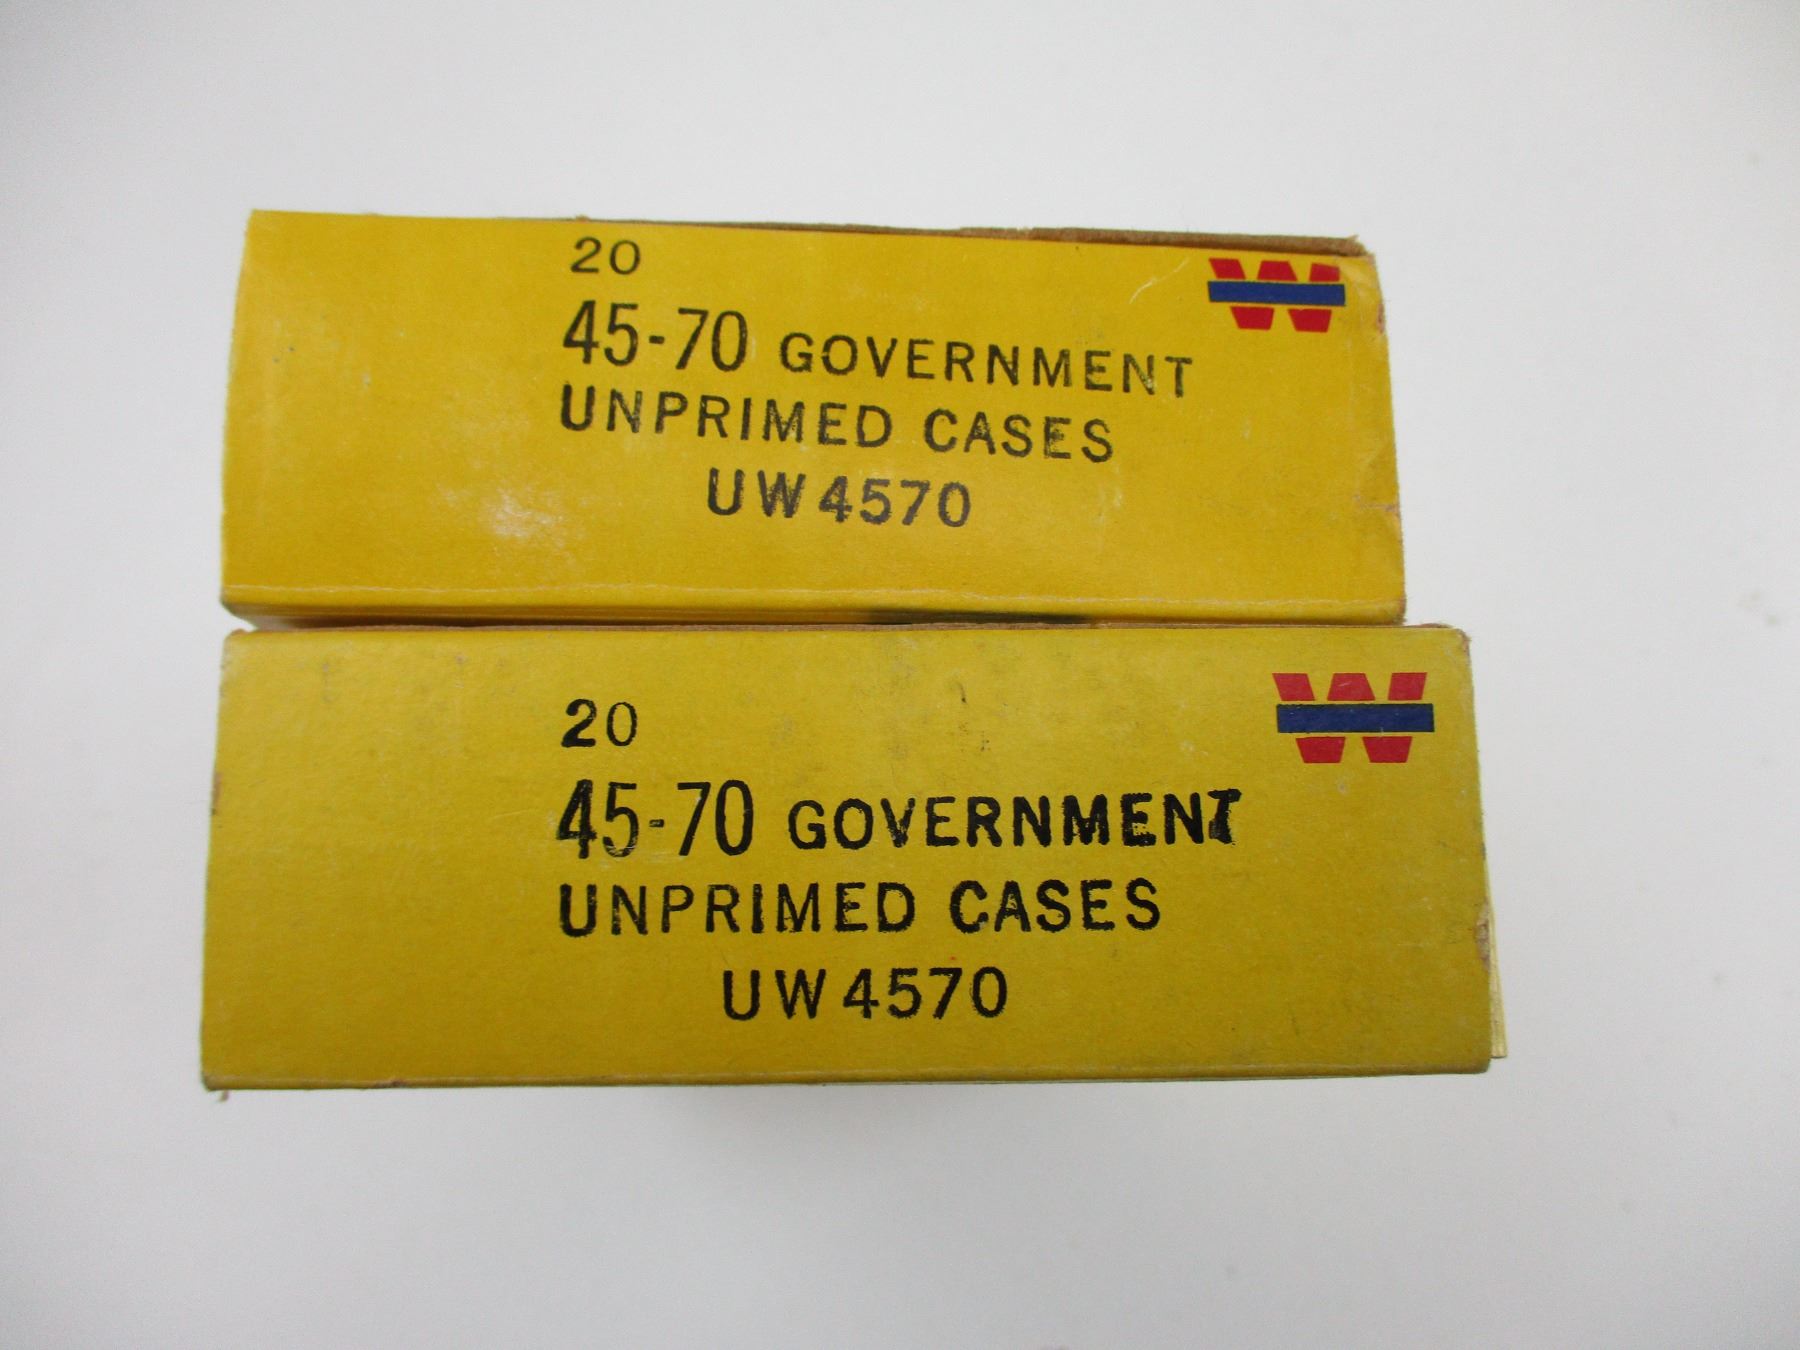 20
W
45-70 GOVERNMENT
UNPRIMED CASES
UW4570
20
W
45-70 GOVERNMENT
UNPRIMED CASES
UW4570